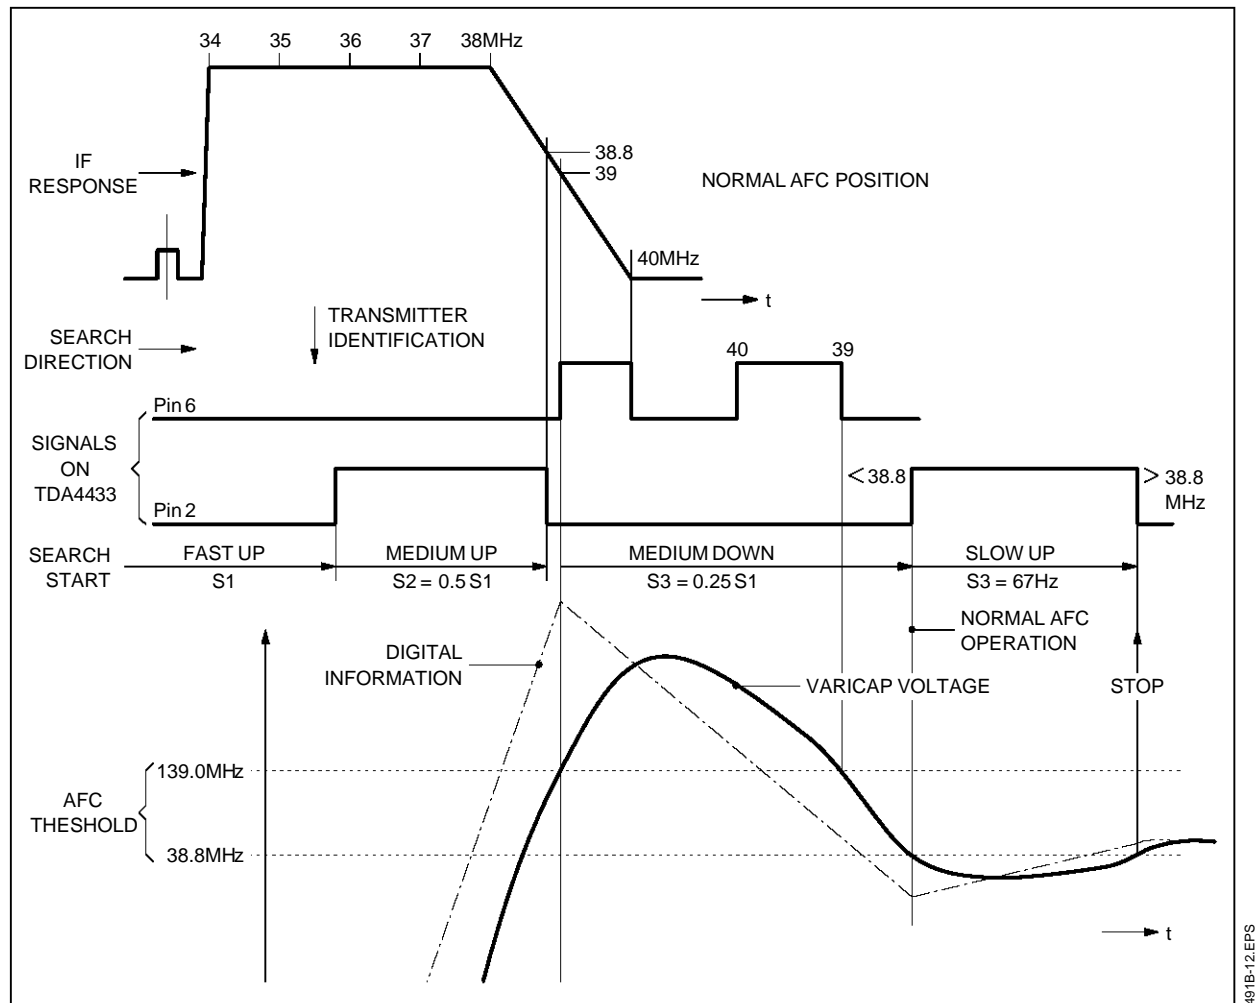 34 35 36 37 38MHz
38.8
39
IF
RESPONSE
NORMAL AFC POSITION
40MHz
t
TRANSMITTER
IDENTIFICATION
SEARCH
DIRECTION
40 39
Pin 6
SIGNALS
ON
TDA4433
< 38.8
> 38.8
MHz
Pin 2
SEARCH
START
FAST UP
S1
MEDIUM UP
S2 = 0.5 S1
MEDIUM DOWN
S3 = 0.25 S1
SLOW UP
S3 = 67Hz
NORMAL AFC
OPERATION
DIGITAL
INFORMATION
VARICAP VOLTAGE
STOP
139.0MHz
AFC
THESHOLD
38.8MHz
t
491B-12.EPS